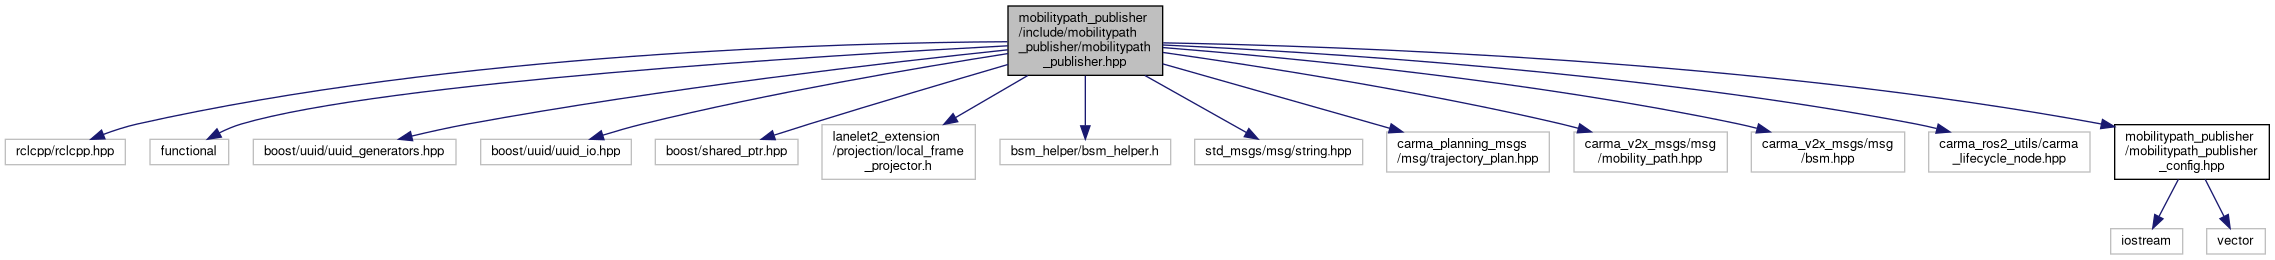 mobilitypath_publisher
/include/mobilitypath
_publisher/mobilitypath
_publisher.hpp
rclcpp/rclcpp.hpp
functional
boost/uuid/uuid_generators.hpp
boost/uuid/uuid_io.hpp
boost/shared_ptr.hpp
lanelet2_extension
/projection/local_frame
_projector.h
bsm_helper/bsm_helper.h
std_msgs/msg/string.hpp
carma_planning_msgs
/msg/trajectory_plan.hpp
carma_v2x_msgs/msg
/mobility_path.hpp
carma_v2x_msgs/msg
/bsm.hpp
carma_ros2_utils/carma
_lifecycle_node.hpp
mobilitypath_publisher
/mobilitypath_publisher
_config.hpp
iostream
vector